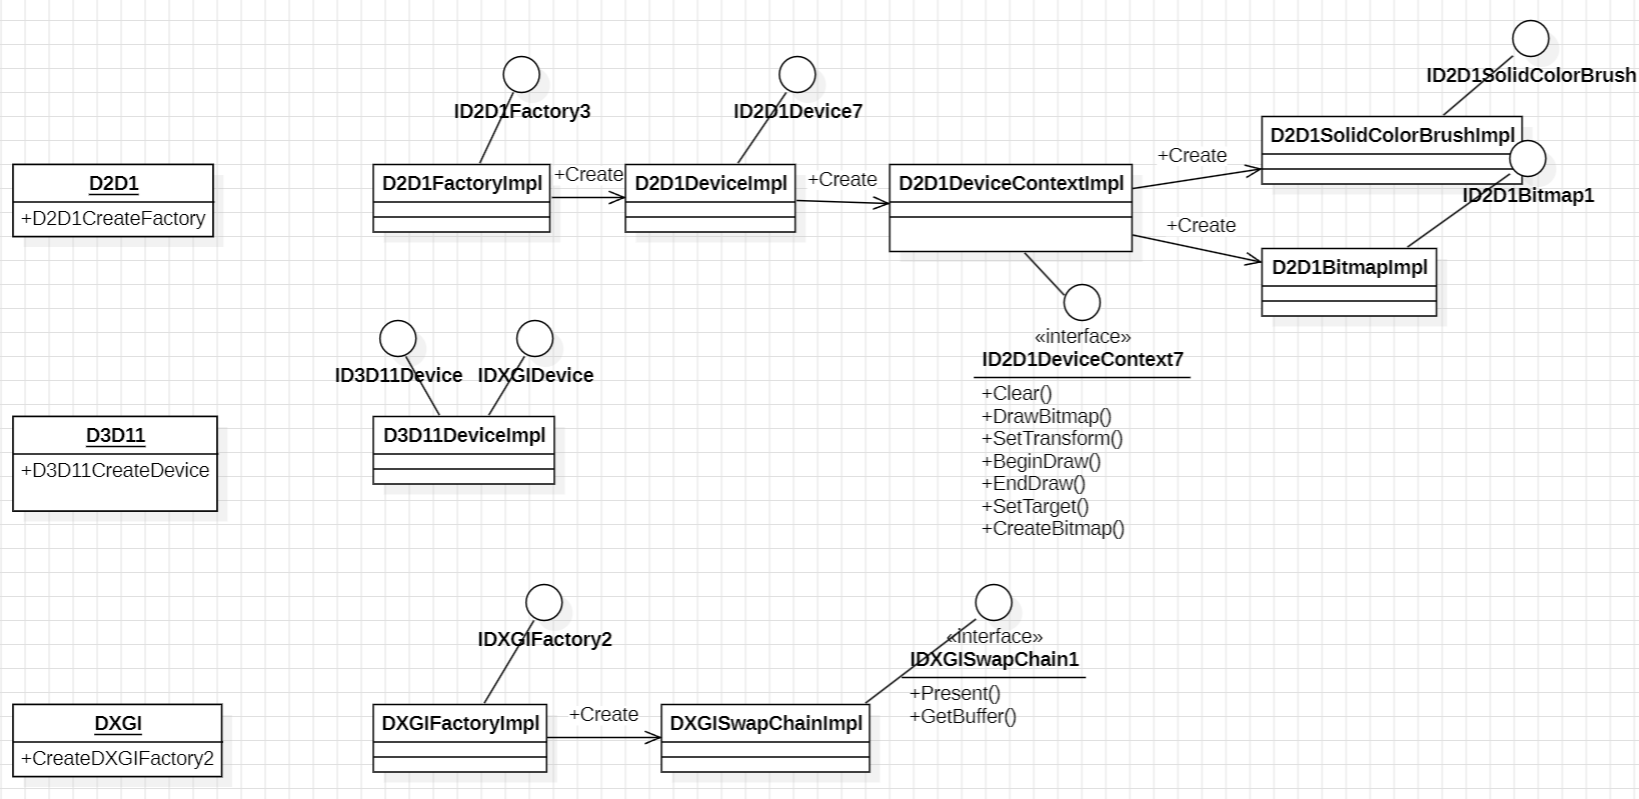 ID2D1SolidColorBrush
ID2D1Factory3
ID2D1Device7
D2D1
+D2D1CreateFactory
D2D1FactoryImpl
+Create
D2D1DeviceImpl
+Create
D2D1DeviceContextImpl
+Create
D2D1SolidColorBrushImpl
ID2D1Bitmap1
+Create
D2D1BitmapImpl
«interface»
ID2D1DeviceContext7
+Clear()
+DrawBitmap()
+SetTransform()
+BeginDraw()
+EndDraw()
+SetTarget()
+CreateBitmap()
ID3D11Device
IDXGIDevice
D3D11
+D3D11CreateDevice
D3D11DeviceImpl
IDXGIFactory2
«interface»
IDXGISwapChain1
+Present()
+GetBuffer()
DXGI
+CreateDXGIFactory2
DXGIFactoryImpl
+Create
DXGISwapChainImpl